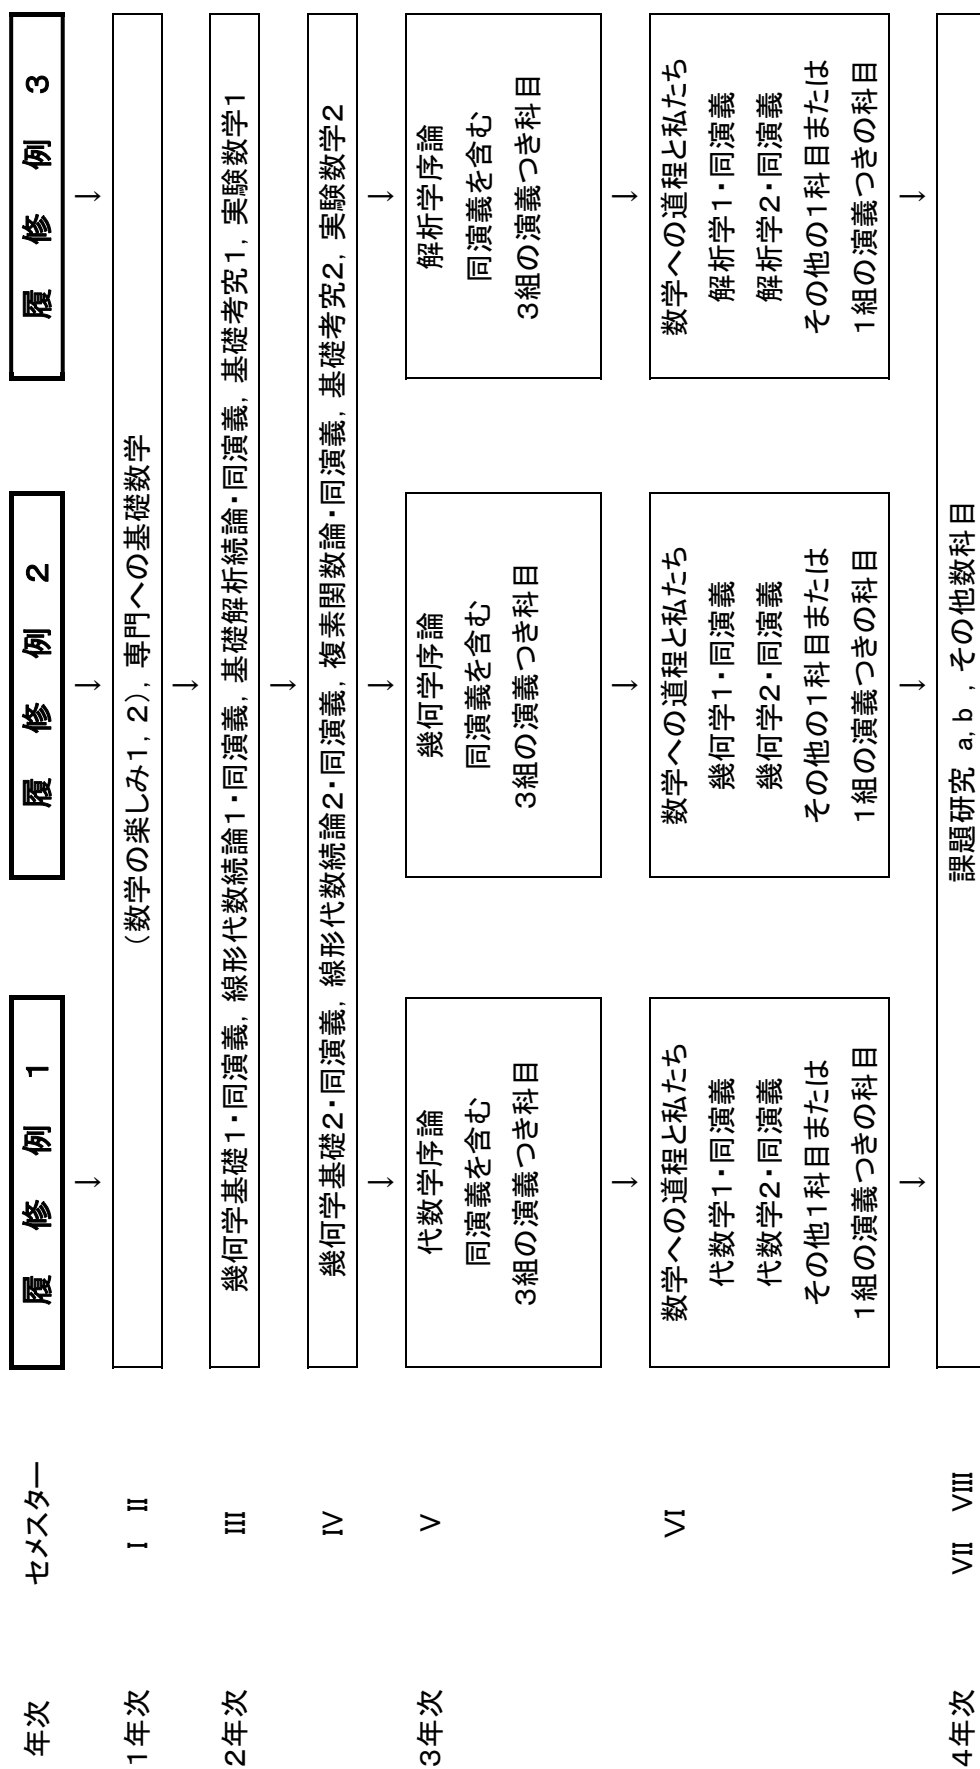 年次 セメスター 履 修 例 1 履 修 例 2 履 修 例 3
↓ ↓ ↓
1年次 I II (数学の楽しみ1, 2), 専門への基礎数学
↓
2年次 III 幾何学基礎1・同演義, 線形代数続論1・同演義, 基礎解析続論・同演義, 基礎考究1, 実験数学1
↓
IV 幾何学基礎2・同演義, 線形代数続論2・同演義, 複素関数論・同演義, 基礎考究2, 実験数学2
↓ ↓ ↓
3年次 V 代数学序論 幾何学序論 解析学序論
同演義を含む 同演義を含む 同演義を含む
3組の演義つき科目 3組の演義つき科目 3組の演義つき科目
↓ ↓ ↓
VI 数学への道程と私たち 数学への道程と私たち 数学への道程と私たち
代数学1・同演義 幾何学1・同演義 解析学1・同演義
代数学2・同演義 幾何学2・同演義 解析学2・同演義
その他1科目または その他の1科目または その他の1科目または
1組の演義つきの科目 1組の演義つきの科目 1組の演義つきの科目
↓ ↓ ↓
4年次 VII VIII 課題研究 a, b , その他数科目